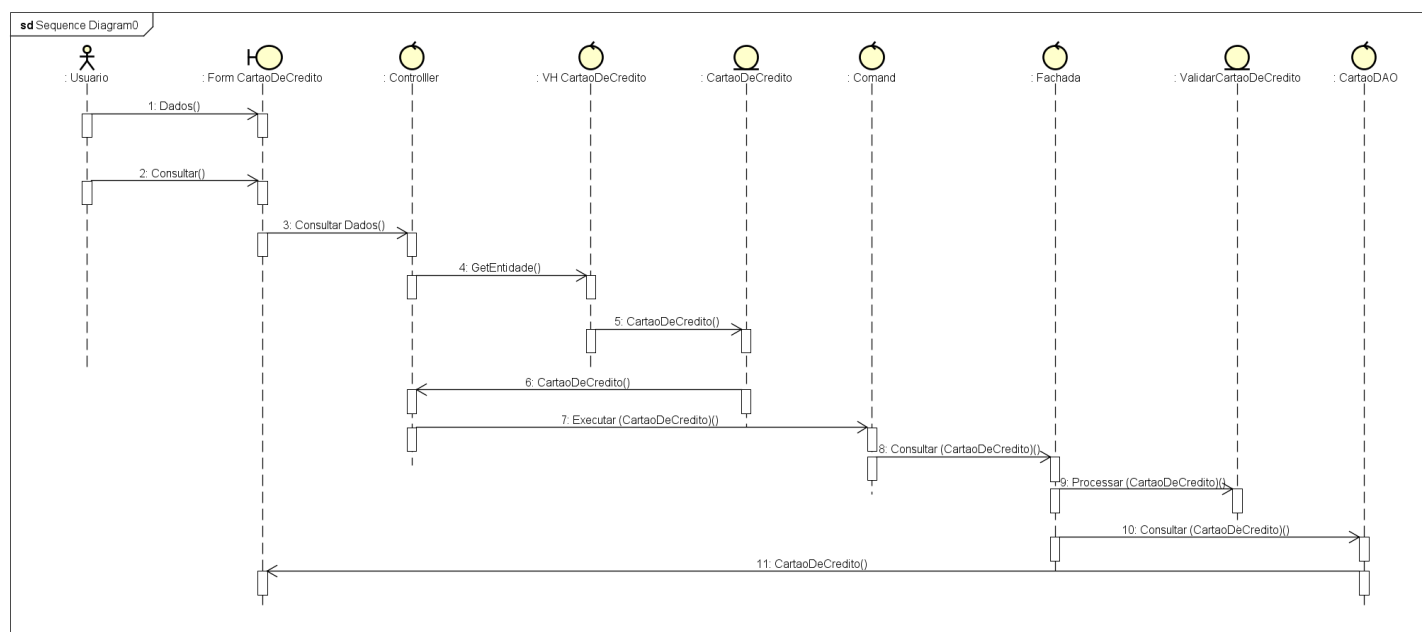 sd Sequence Diagram0
: Usuario
: Form CartaoDeCredito
: Controlller
: VH CartaoDeCredito
: CartaoDeCredito
: Comand
: Fachada
: ValidarCartaoDeCredito
: CartaoDAO
1: Dados()
2: Consultar()
3: Consultar Dados()
4: GetEntidade()
5: CartaoDeCredito()
6: CartaoDeCredito()
7: Executar (CartaoDeCredito)()
8: Consultar (CartaoDeCredito)()
9: Processar (CartaoDeCredito)()
10: Consultar (CartaoDeCredito)()
11: CartaoDeCredito()